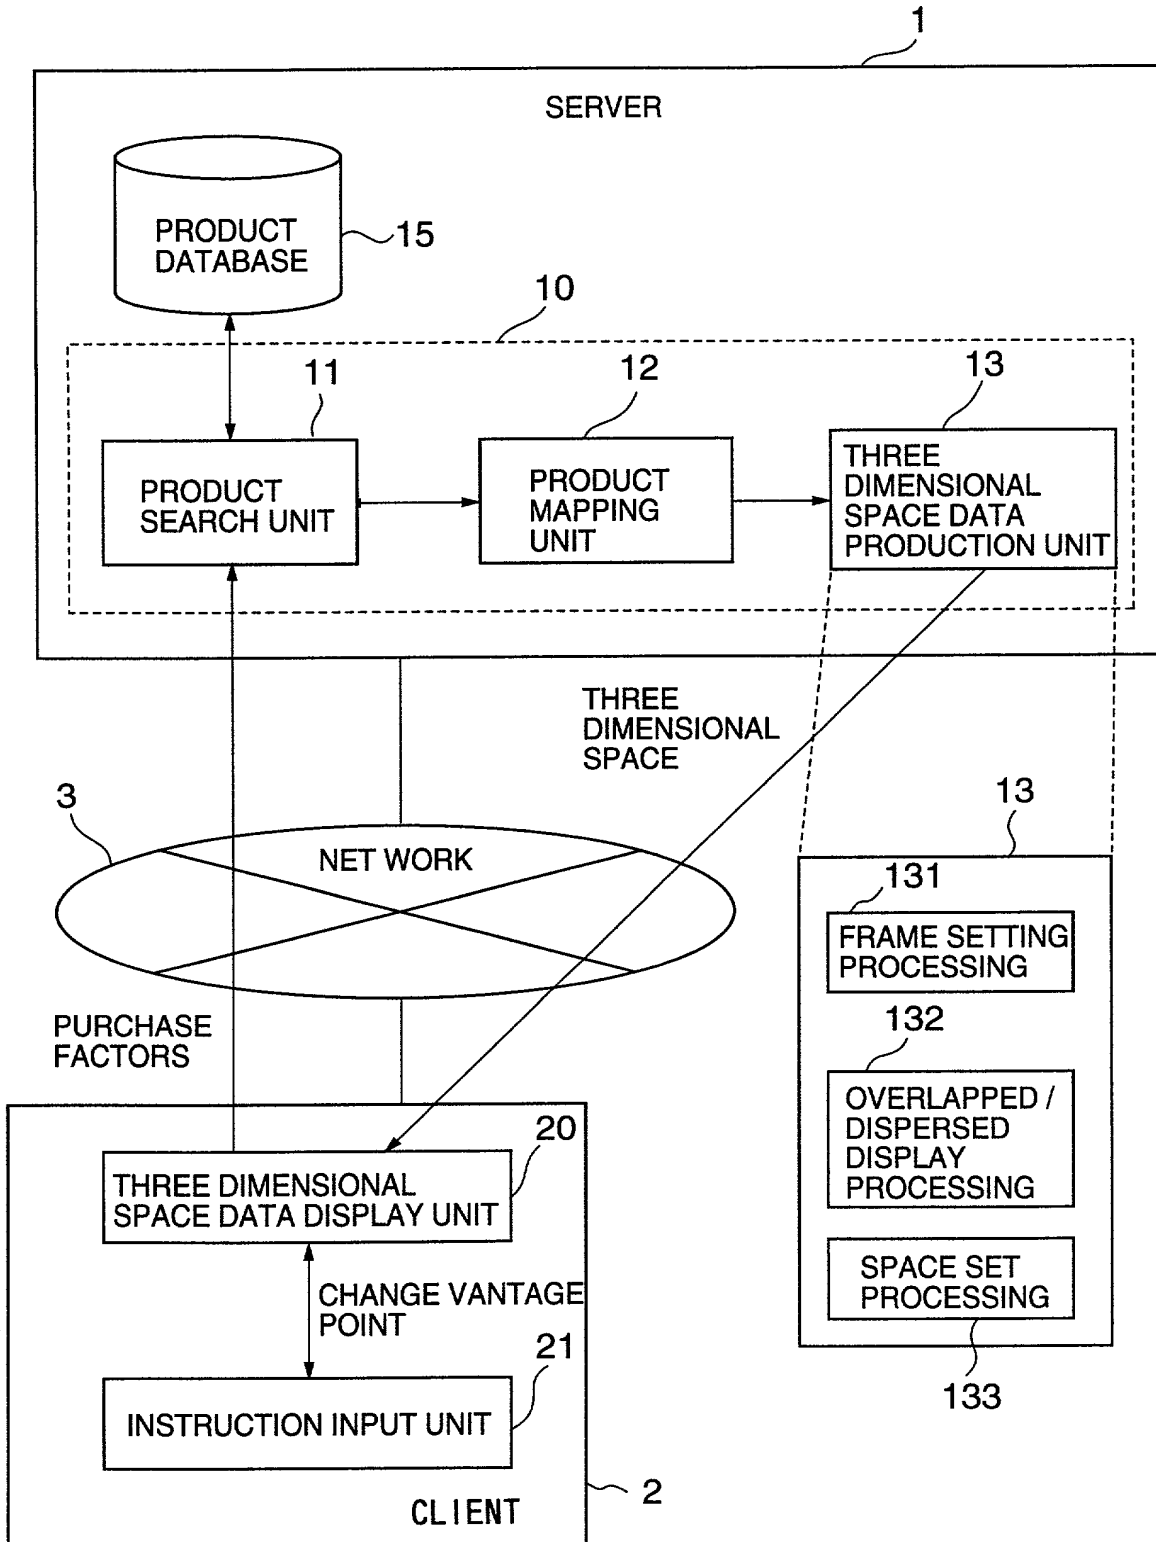 1
SERVER
PRODUCT
DATABASE
15
10
11
12
13
PRODUCT
SEARCH UNIT
PRODUCT
MAPPING
UNIT
THREE
DIMENSIONAL
SPACE DATA
PRODUCTION UNIT
THREE
DIMENSIONAL
SPACE
3
NET WORK
13
131
FRAME SETTING
PROCESSING
PURCHASE
FACTORS
132
OVERLAPPED /
DISPERSED
DISPLAY
PROCESSING
20
THREE DIMENSIONAL
SPACE DATA DISPLAY UNIT
SPACE SET
PROCESSING
133
CHANGE VANTAGE
POINT
21
INSTRUCTION INPUT UNIT
2
CLIENT